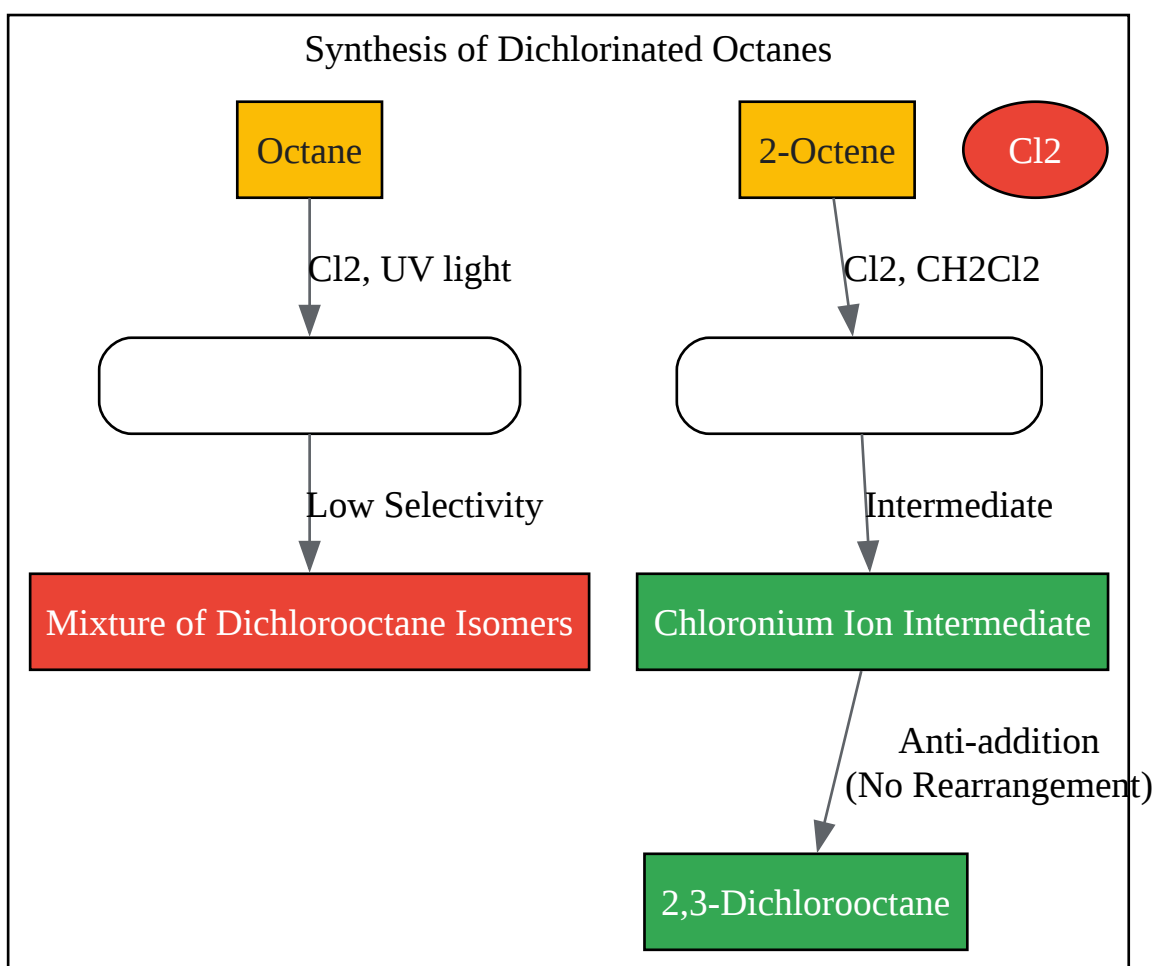 Synthesis of Dichlorinated Octanes
Octane
2-Octene
Cl2
Cl2, UV light
Cl2, CH2Cl2
Low Selectivity
Intermediate
Mixture of Dichlorooctane Isomers
Chloronium Ion Intermediate
Anti-addition
(No Rearrangement)
2,3-Dichlorooctane